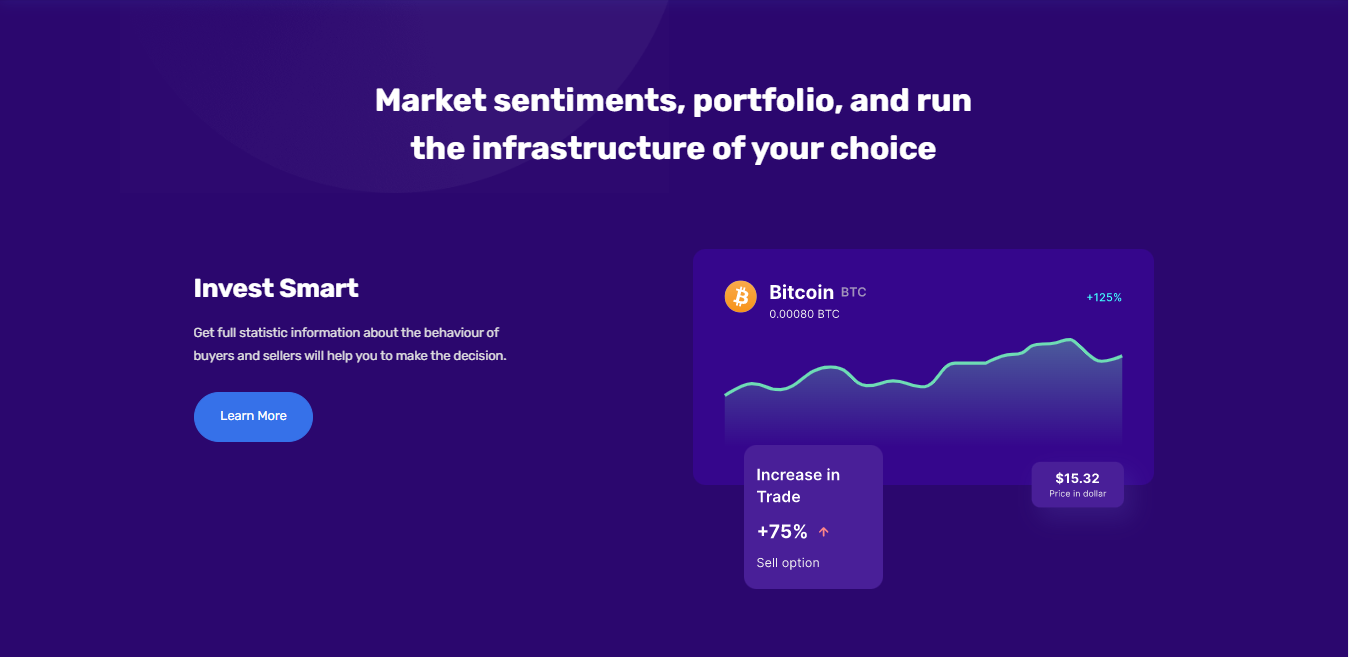 Market sentiments, portfolio, and run
the infrastructure of your choice
Invest Smart
Get full statistic information about the behaviour of
buyers and sellers will help you to make the decision.
Learn More
Bitcoin BTC
0.00080 BTC
+125%
Increase in
Trade
+75%
Sell option
$15.32
Price in dollar